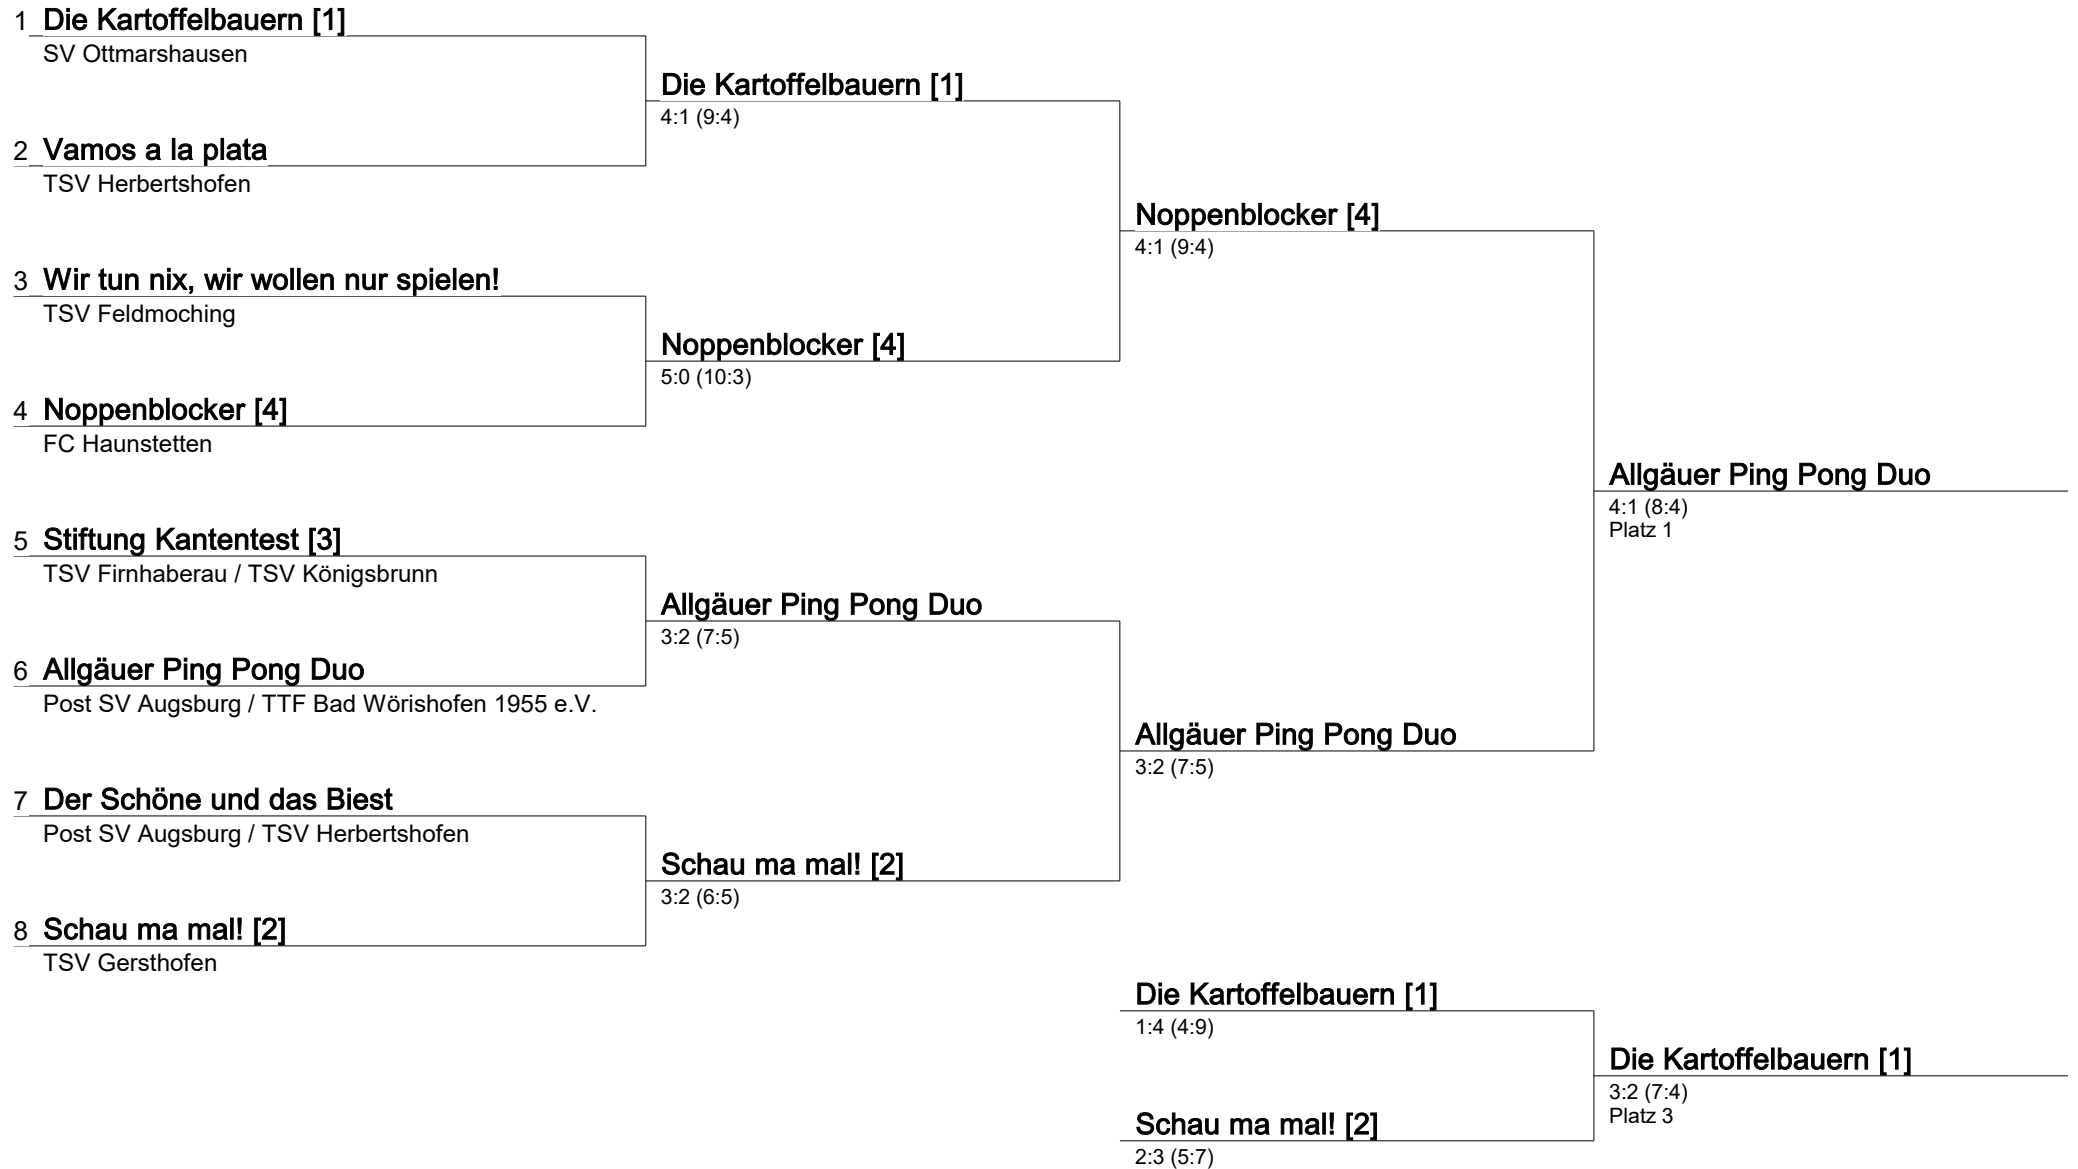 1 Die Kartoffelbauern [1]
SV Ottmarshausen
Die Kartoffelbauern [1]
4:1 (9:4)
2 Vamos a la plata
TSV Herbertshofen
Noppenblocker [4]
4:1 (9:4)
3 Wir tun nix, wir wollen nur spielen!
TSV Feldmoching
Noppenblocker [4]
5:0 (10:3)
4 Noppenblocker [4]
FC Haunstetten
Allgäuer Ping Pong Duo
4:1 (8:4)
Platz 1
5 Stiftung Kantentest [3]
TSV Firnhaberau / TSV Königsbrunn
Allgäuer Ping Pong Duo
3:2 (7:5)
6 Allgäuer Ping Pong Duo
Post SV Augsburg / TTF Bad Wörishofen 1955 e.V.
Allgäuer Ping Pong Duo
3:2 (7:5)
7 Der Schöne und das Biest
Post SV Augsburg / TSV Herbertshofen
Schau ma mal! [2]
3:2 (6:5)
8 Schau ma mal! [2]
TSV Gersthofen
Die Kartoffelbauern [1]
1:4 (4:9)
Die Kartoffelbauern [1]
3:2 (7:4)
Platz 3
Schau ma mal! [2]
2:3 (5:7)